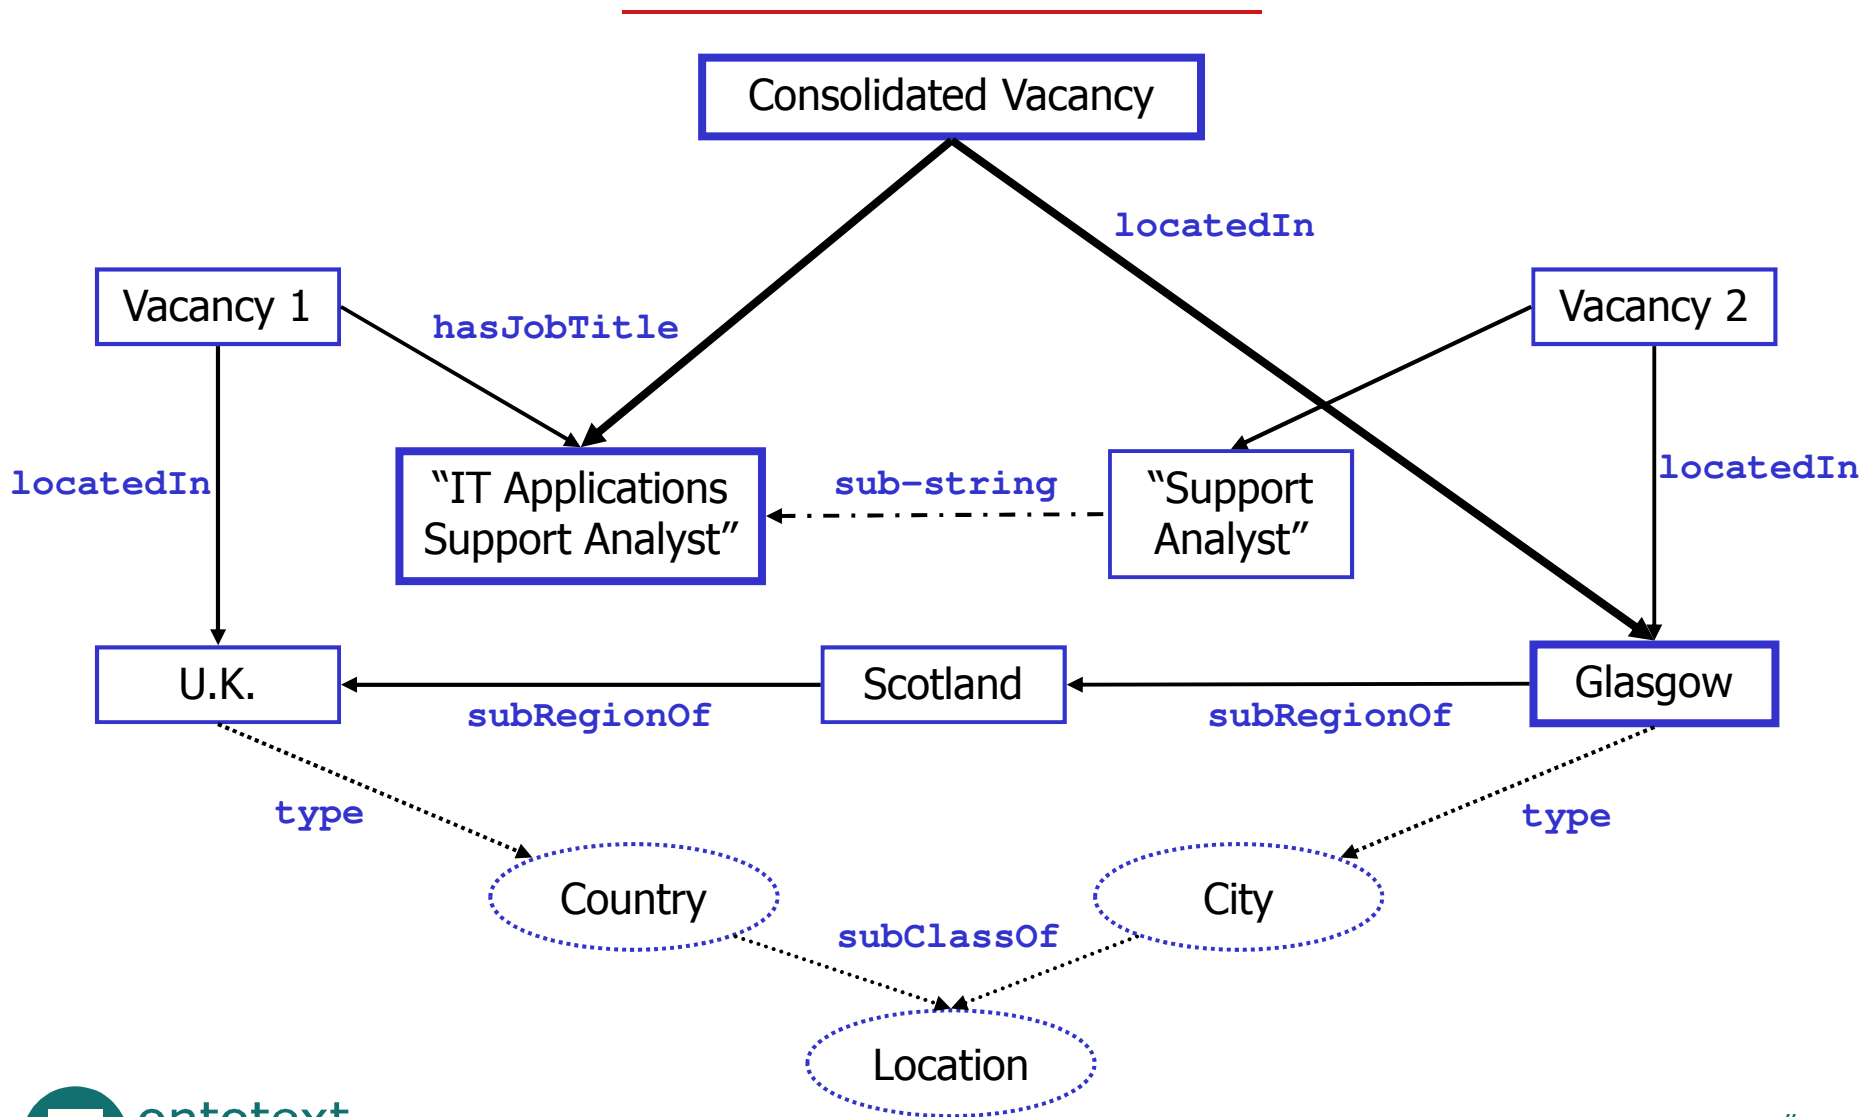 Consolidated Vacancy
locatedIn
Vacancy 1
Vacancy 2
hasJobTitle
locatedIn
“IT Applications
Support Analyst”
sub-string
“Support
Analyst”
locatedIn
U.K.
Scotland
Glasgow
subRegionOf
subRegionOf
type
type
Country
City
subClassOf
Location
ontotext